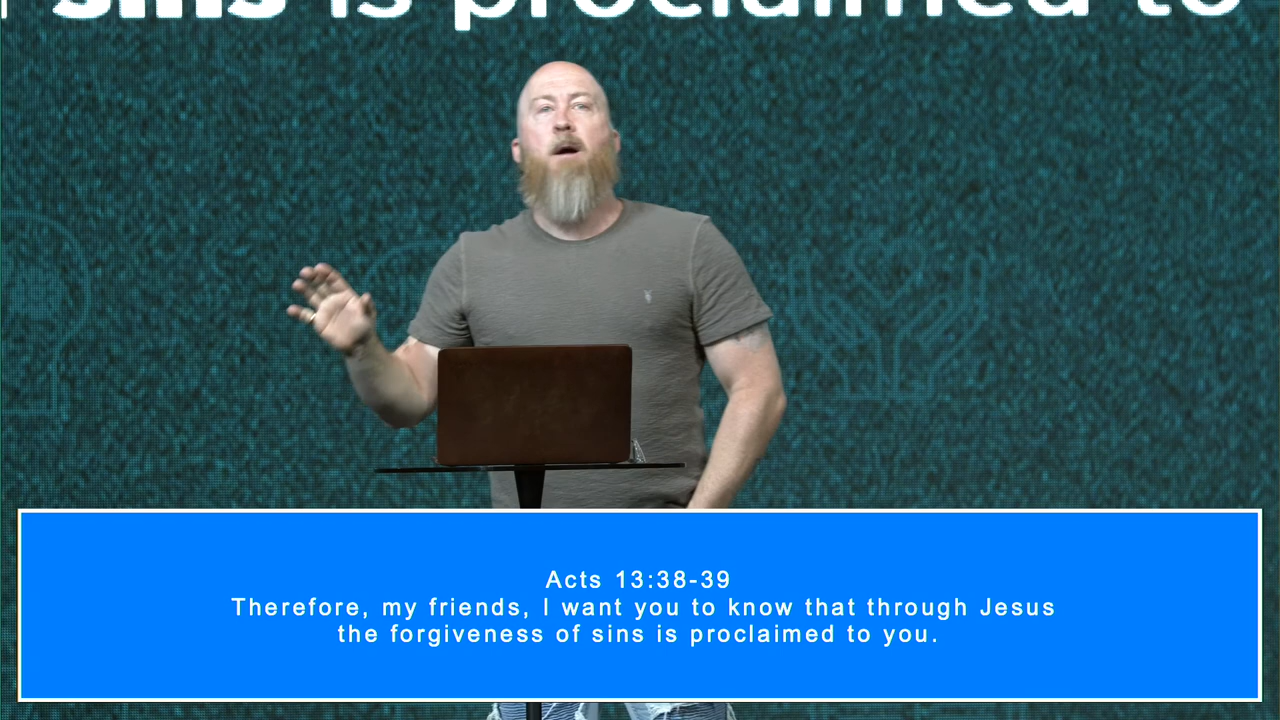 sins is proclaimed to
Acts 13:38-39
Therefore, my friends, I want you to know that through Jesus
the forgiveness of sins is proclaimed to you.